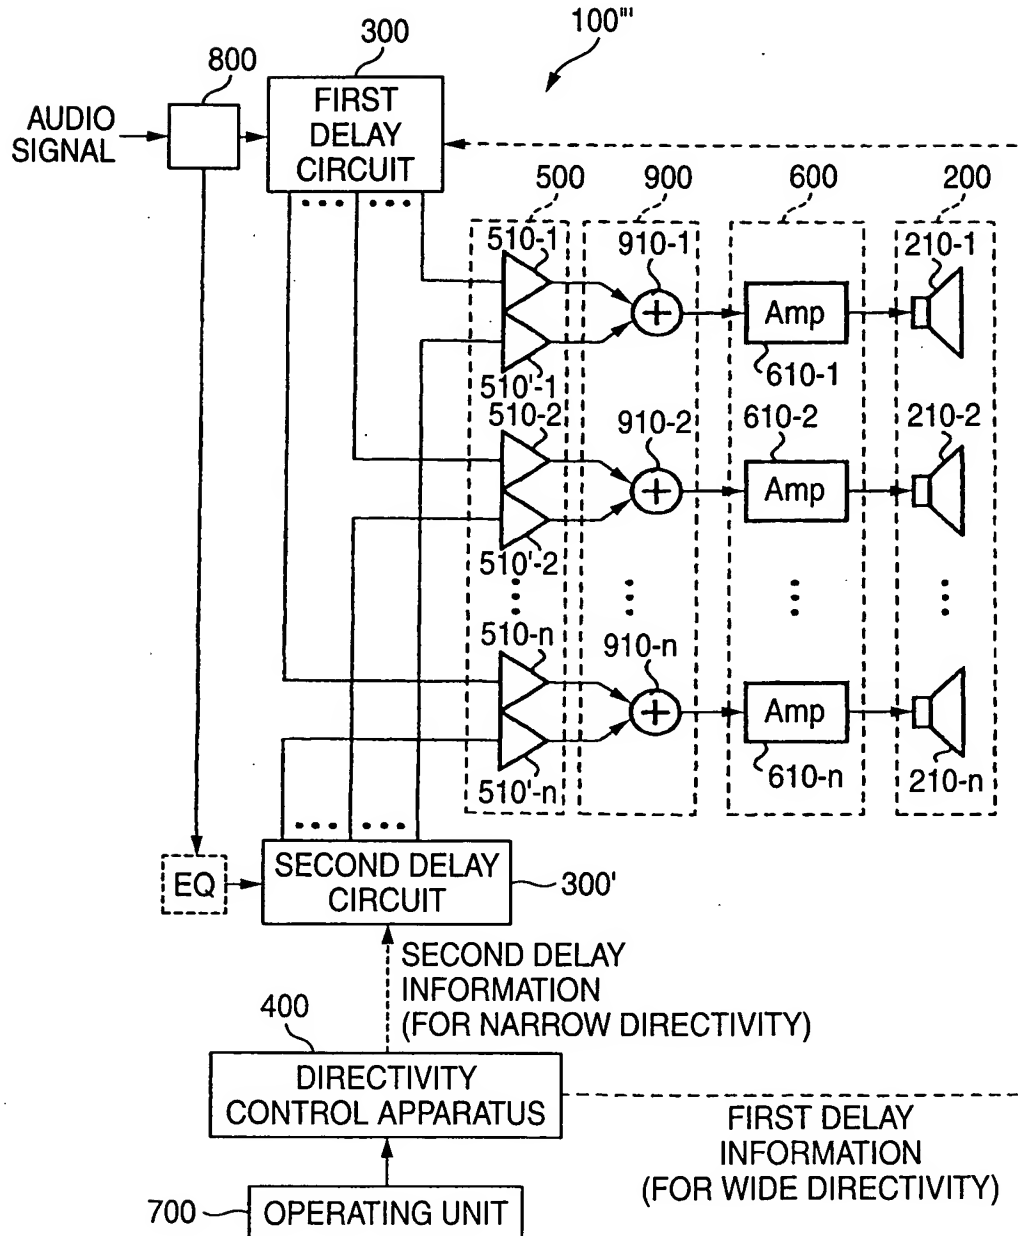 100'''
300
800
FIRST
DELAY
CIRCUIT
AUDIO
SIGNAL
500
900
600
200
510-1
910-1
210-1
Amp
510'-1
610-1
510-2
910-2
610-2
210-2
Amp
510'-2
510-n
910-n
Amp
510'-n
610-n
210-n
EQ
SECOND DELAY
CIRCUIT
300'
SECOND DELAY
INFORMATION
(FOR NARROW DIRECTIVITY)
400
DIRECTIVITY
CONTROL APPARATUS
FIRST DELAY
INFORMATION
(FOR WIDE DIRECTIVITY)
700
OPERATING UNIT